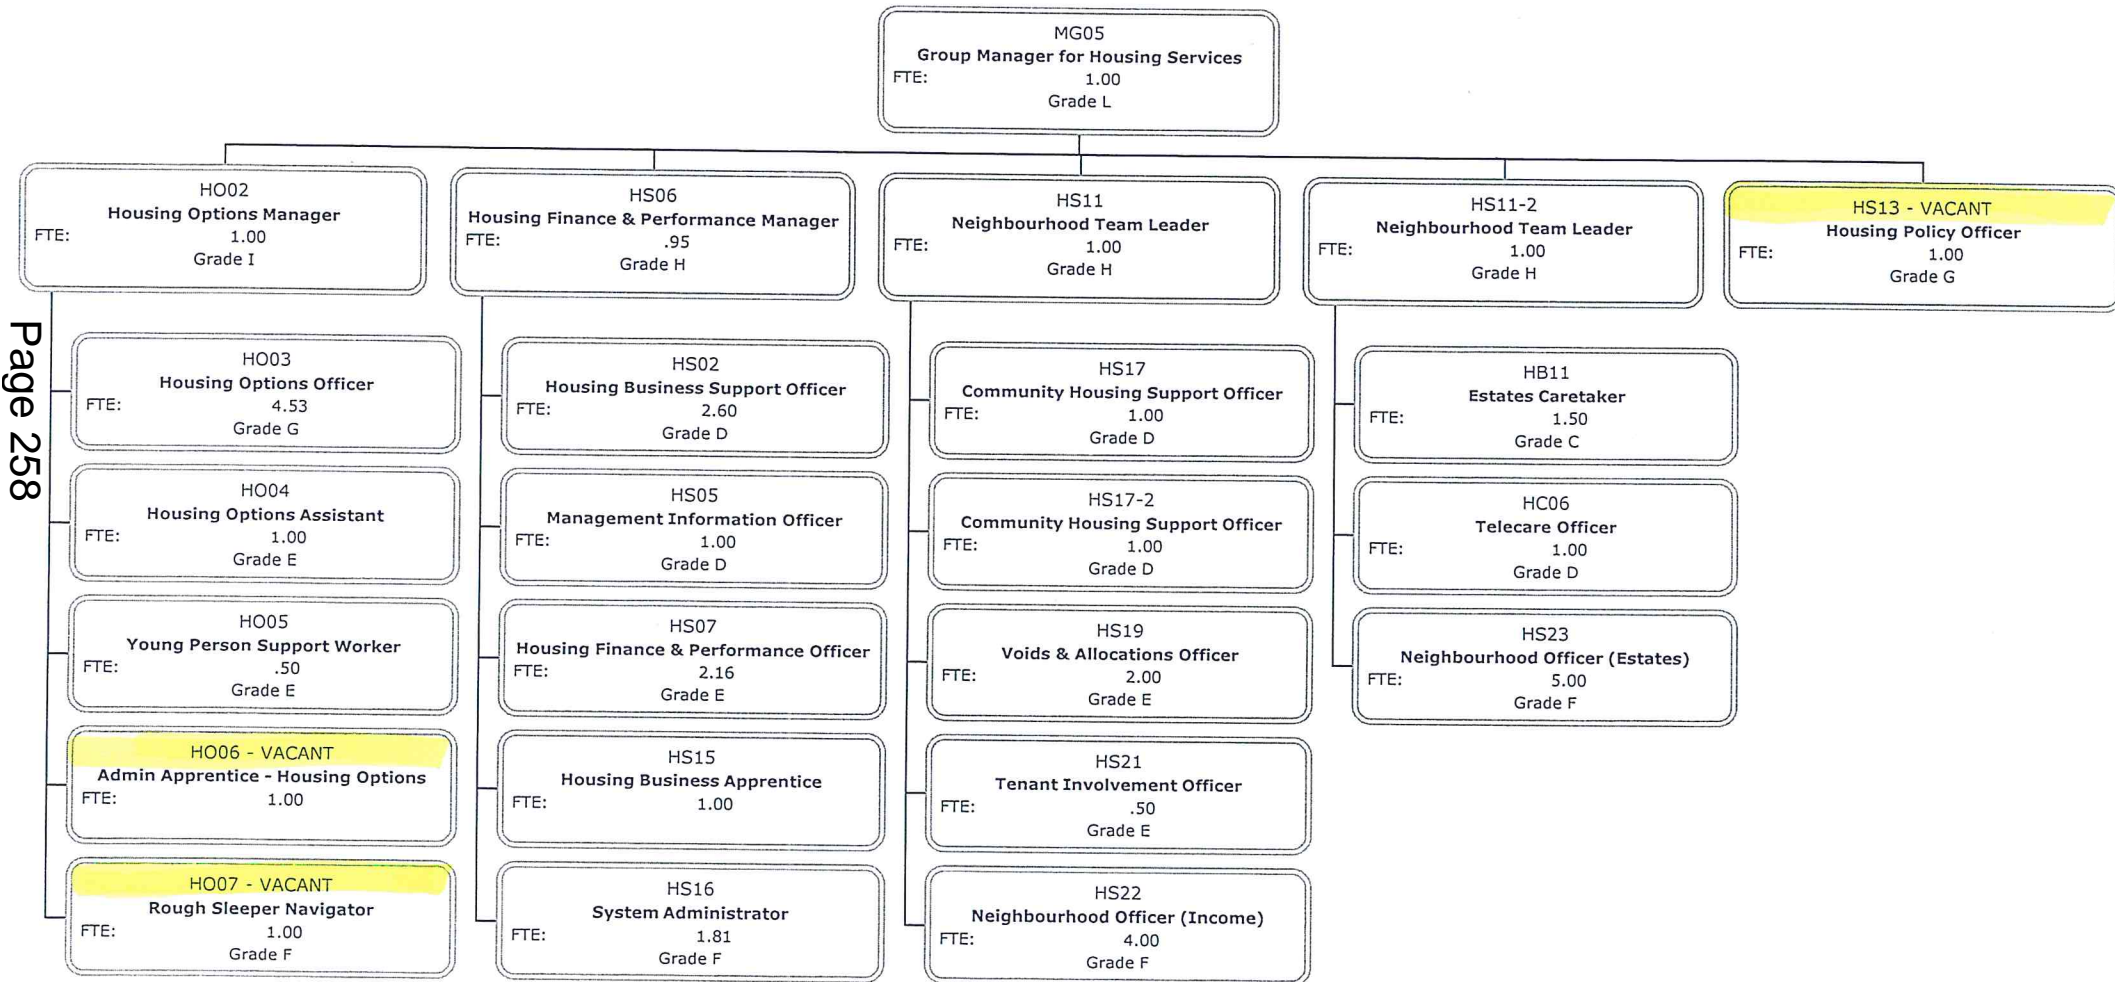 MG05
Group Manager for Housing Services
FTE: 1.00
Grade L
HO02
Housing Options Manager
FTE: 1.00
Grade I
HS06
Housing Finance & Performance Manager
FTE: .95
Grade H
HS11
Neighbourhood Team Leader
FTE: 1.00
Grade H
HS11-2
Neighbourhood Team Leader
FTE: 1.00
Grade H
HS13 - VACANT
Housing Policy Officer
FTE: 1.00
Grade G
HO03
Housing Options Officer
FTE: 4.53
Grade G
HO04
Housing Options Assistant
FTE: 1.00
Grade E
HO05
Young Person Support Worker
FTE: .50
Grade E
HO06 - VACANT
Admin Apprentice - Housing Options
FTE: 1.00
HO07 - VACANT
Rough Sleeper Navigator
FTE: 1.00
Grade F
HS02
Housing Business Support Officer
FTE: 2.60
Grade D
HS05
Management Information Officer
FTE: 1.00
Grade D
HS07
Housing Finance & Performance Officer
FTE: 2.16
Grade E
HS15
Housing Business Apprentice
FTE: 1.00
HS16
System Administrator
FTE: 1.81
Grade F
HS17
Community Housing Support Officer
FTE: 1.00
Grade D
HS17-2
Community Housing Support Officer
FTE: 1.00
Grade D
HS19
Voids & Allocations Officer
FTE: 2.00
Grade E
HS21
Tenant Involvement Officer
FTE: .50
Grade E
HS22
Neighbourhood Officer (Income)
FTE: 4.00
Grade F
HB11
Estates Caretaker
FTE: 1.50
Grade C
HC06
Telecare Officer
FTE: 1.00
Grade D
HS23
Neighbourhood Officer (Estates)
FTE: 5.00
Grade F
Page 258